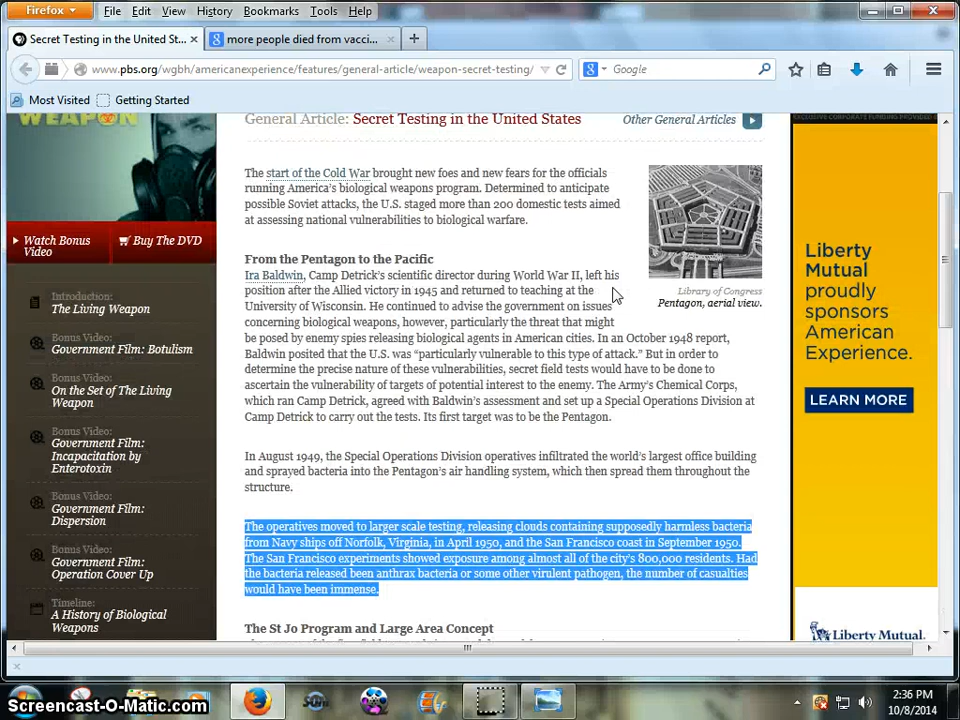 Firefox
File Edit View History Bookmarks Tools Help
Secret Testing in the United St...
more people died from vacci...
www.pbs.org/wgbh/americanexperience/features/general-article/weapon-secret-testing/
Google
Most Visited
Getting Started
WEAPON
Watch Bonus
Video
Buy The DVD
Introduction:
The Living Weapon
Bonus Video:
Government Film: Botulism
Bonus Video:
On the Set of The Living
Weapon
Bonus Video:
Government Film:
Incapacitation by
Enterotoxin
Bonus Video:
Government Film:
Dispersion
Bonus Video:
Government Film:
Operation Cover Up
Timeline:
A History of Biological
Weapons
General Article: Secret Testing in the United States
Other General Articles
The start of the Cold War brought new foes and new fears for the officials
running America's biological weapons program. Determined to anticipate
possible Soviet attacks, the U.S. staged more than 200 domestic tests aimed
at assessing national vulnerabilities to biological warfare.
Library of Congress
Pentagon, aerial view.
From the Pentagon to the Pacific
Ira Baldwin, Camp Detrick's scientific director during World War II, left his
position after the Allied victory in 1945 and returned to teaching at the
University of Wisconsin. He continued to advise the government on issues
concerning biological weapons, however, particularly the threat that might
be posed by enemy spies releasing biological agents in American cities. In an October 1948 report,
Baldwin posited that the U.S. was "particularly vulnerable to this type of attack." But in order to
determine the precise nature of these vulnerabilities, secret field tests would have to be done to
ascertain the vulnerability of targets of potential interest to the enemy. The Army's Chemical Corps,
which ran Camp Detrick, agreed with Baldwin's assessment and set up a Special Operations Division at
Camp Detrick to carry out the tests. Its first target was to be the Pentagon.
In August 1949, the Special Operations Division operatives infiltrated the world's largest office building
and sprayed bacteria into the Pentagon's air handling system, which then spread them throughout the
structure.
The operatives moved to larger scale testing, releasing clouds containing supposedly harmless bacteria
from Navy ships off Norfolk, Virginia, in April 1950, and the San Francisco coast in September 1950.
The San Francisco experiments showed exposure among almost all of the city's 800,000 residents. Had
the bacteria released been anthrax bacteria or some other virulent pathogen, the number of casualties
would have been immense.
The St Jo Program and Large Area Concept
EXCLUSIVE CORPORATE FUNDING PROVIDED B
Liberty
Mutual
proudly
sponsors
American
Experience.
LEARN MORE
Liberty Mutual.
Screencast-O-Matic.com
2:36 PM
10/8/2014